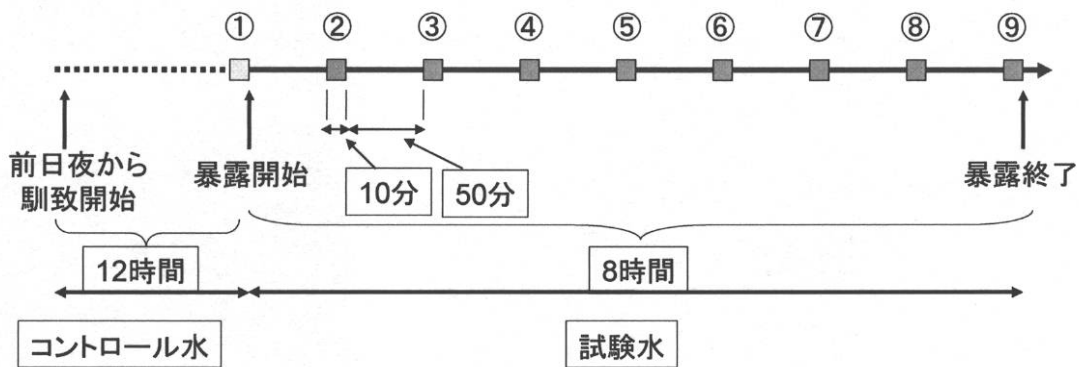 ① ② ③ ④ ⑤ ⑥ ⑦ ⑧ ⑨
前日夜から
馴致開始
暴露開始
10分
50分
暴露終了
12時間
8時間
コントロール水
試験水